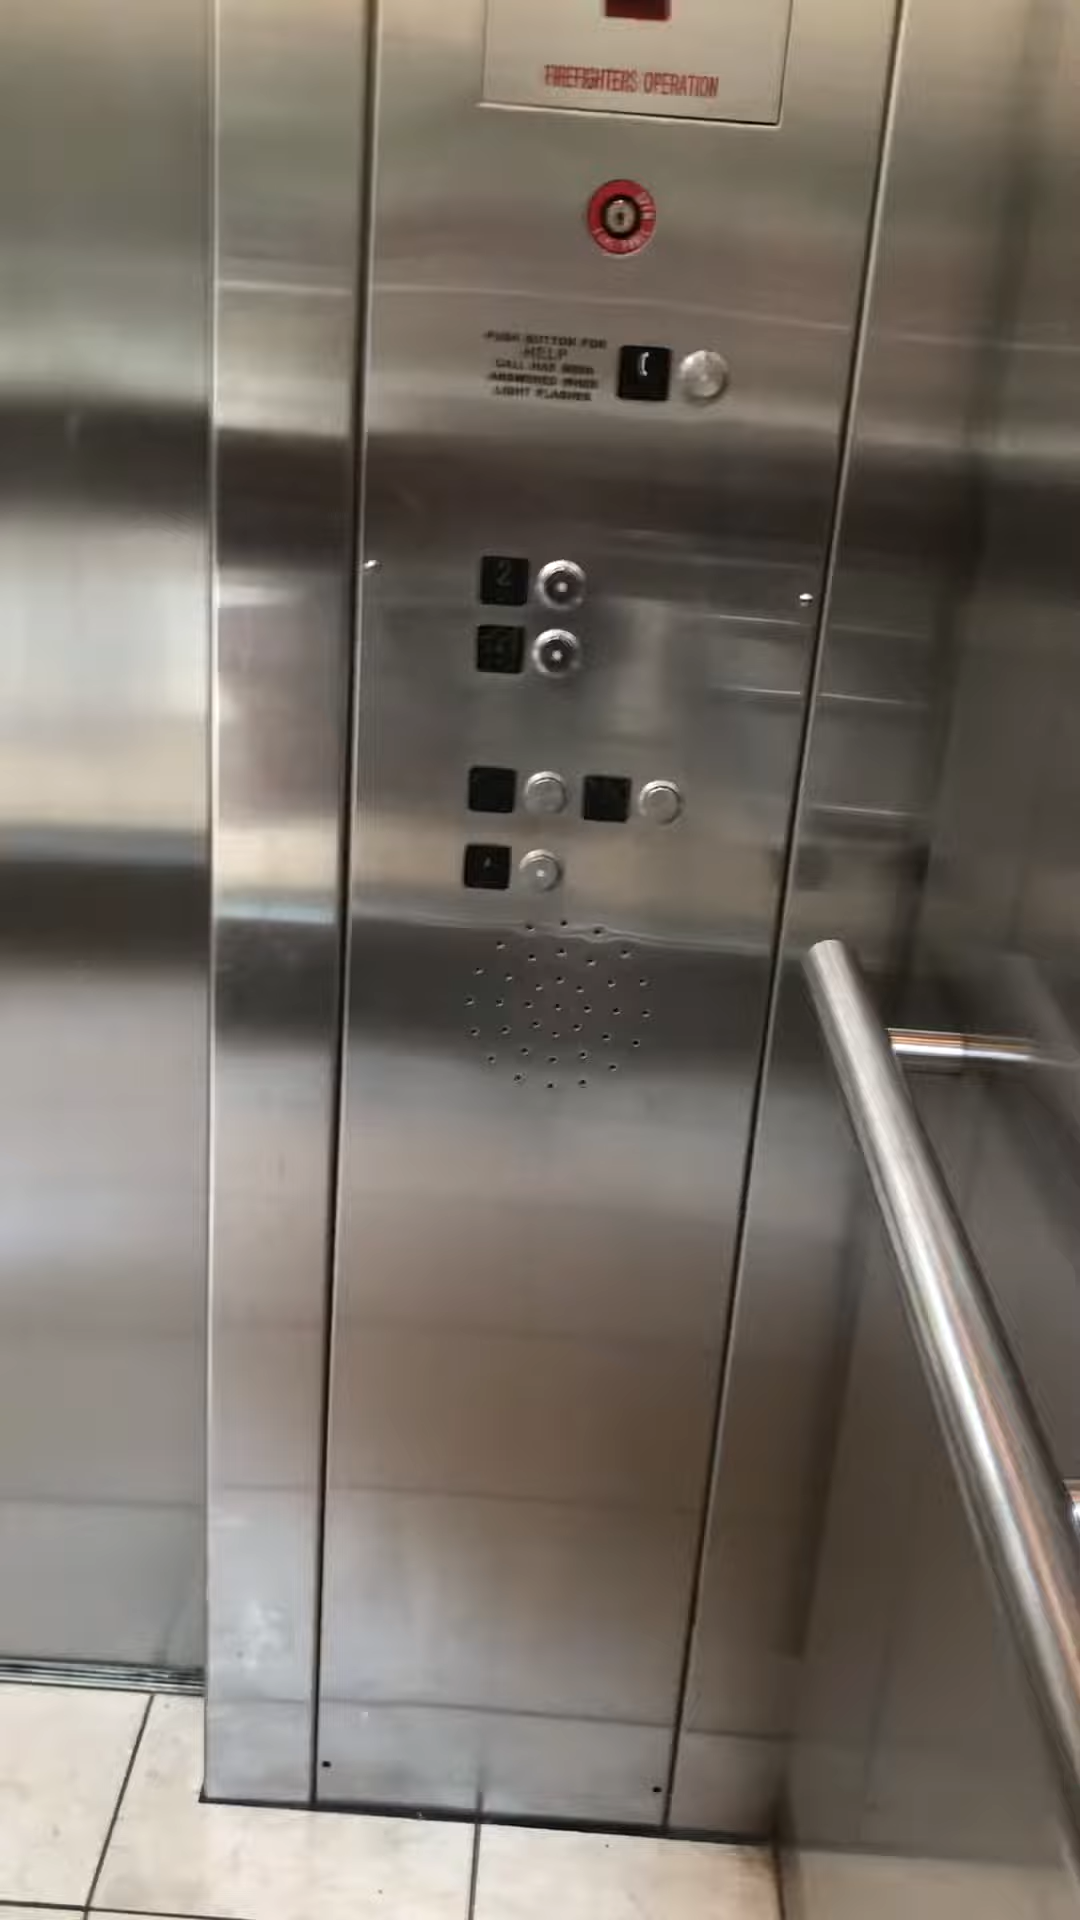 FIREFIGHTERS OPERATION
PUSH BUTTON FOR
HELP
CALL HAS BEEN
ANSWERED WHEN
LIGHT FLASHES
2